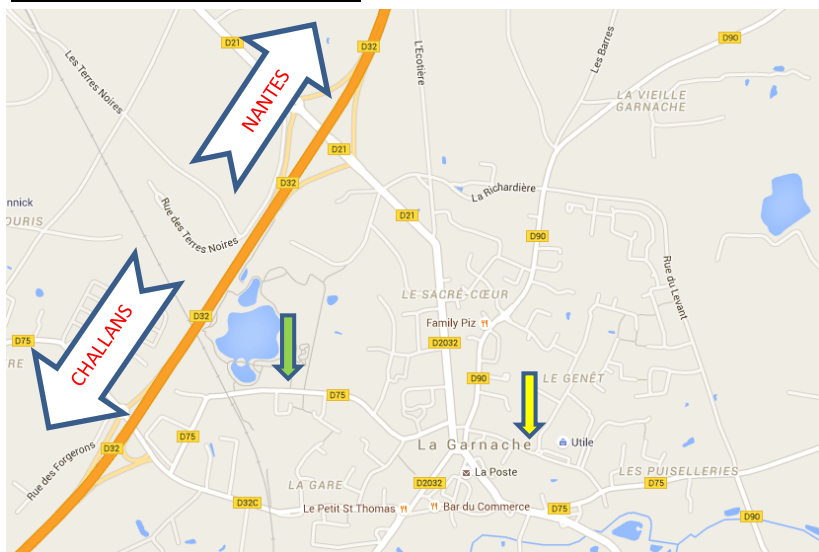 D21
D32
L'Ecotière
Les Barres
D90
Les Terres Noires
NANTES
LA VIEILLE
GARNACHE
D21
D32
La Richardière
nnick
OURIS
Rue des Terres Noires
D21
D90
Rue du Levant
LE SACRÉ-CŒUR
D32
Family Piz
CHALLANS
D75
RE
D2032
D90
LE GENÊT
D75
D75
La Garnache
Utile
D32
Rue des Forgerons
La Poste
LES PUISELLERIES
LA GARE
D2032
D75
D32C
Le Petit St Thomas
Bar du Commerce
D75
D90